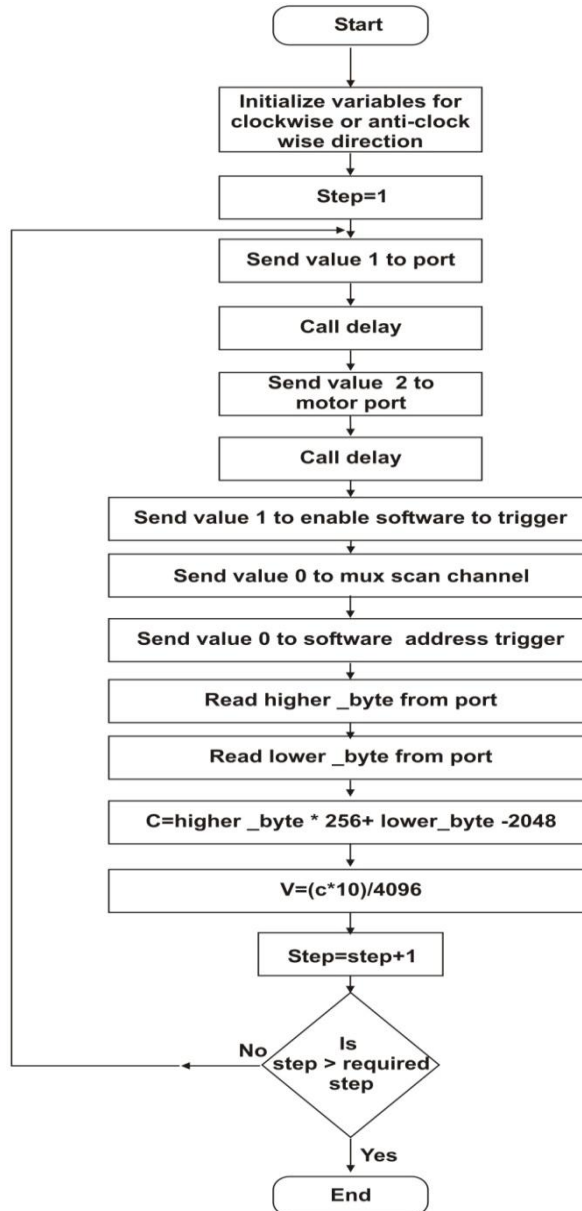 Start
Initialize variables for
clockwise or anti-clock
wise direction
Step=1
Send value 1 to port
Call delay
Send value 2 to
motor port
Call delay
Send value 1 to enable software to trigger
Send value 0 to mux scan channel
Send value 0 to software address trigger
Read higher _byte from port
Read lower _byte from port
C=higher _byte * 256+ lower_byte -2048
V=(c*10)/4096
Step=step+1
Is
step > required
step
No
Yes
End